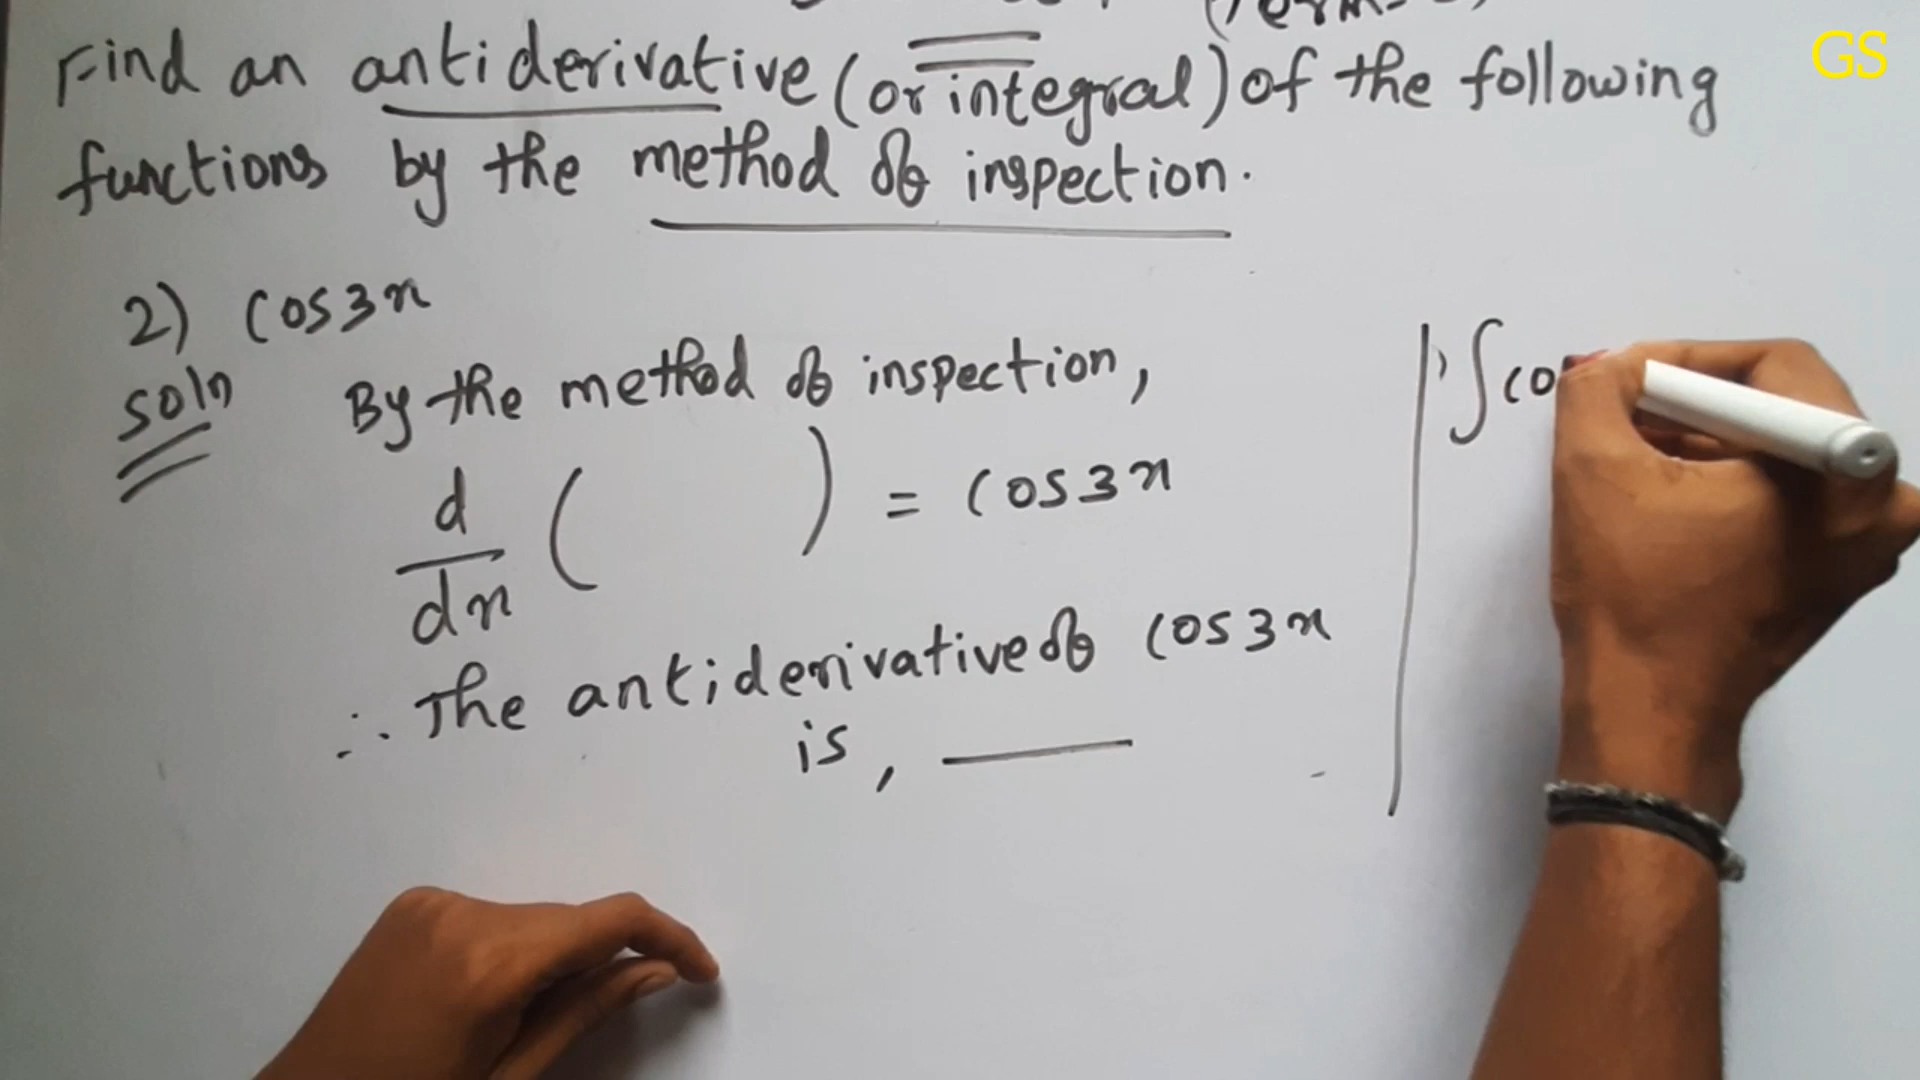 GS
Find an antiderivative (or integral) of the following
functions by the method of inspection.
2) cos3x
Soln
By the method of inspection,
d/dx ( ) = cos3x
∴ The antiderivative of cos3x
is, ___
∫co